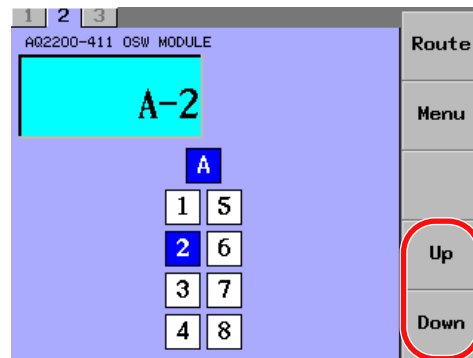 1 2 3
AQ2200-411 OSW MODULE
A-2
A
1 5
2 6
3 7
4 8
Route
Menu
Up
Down